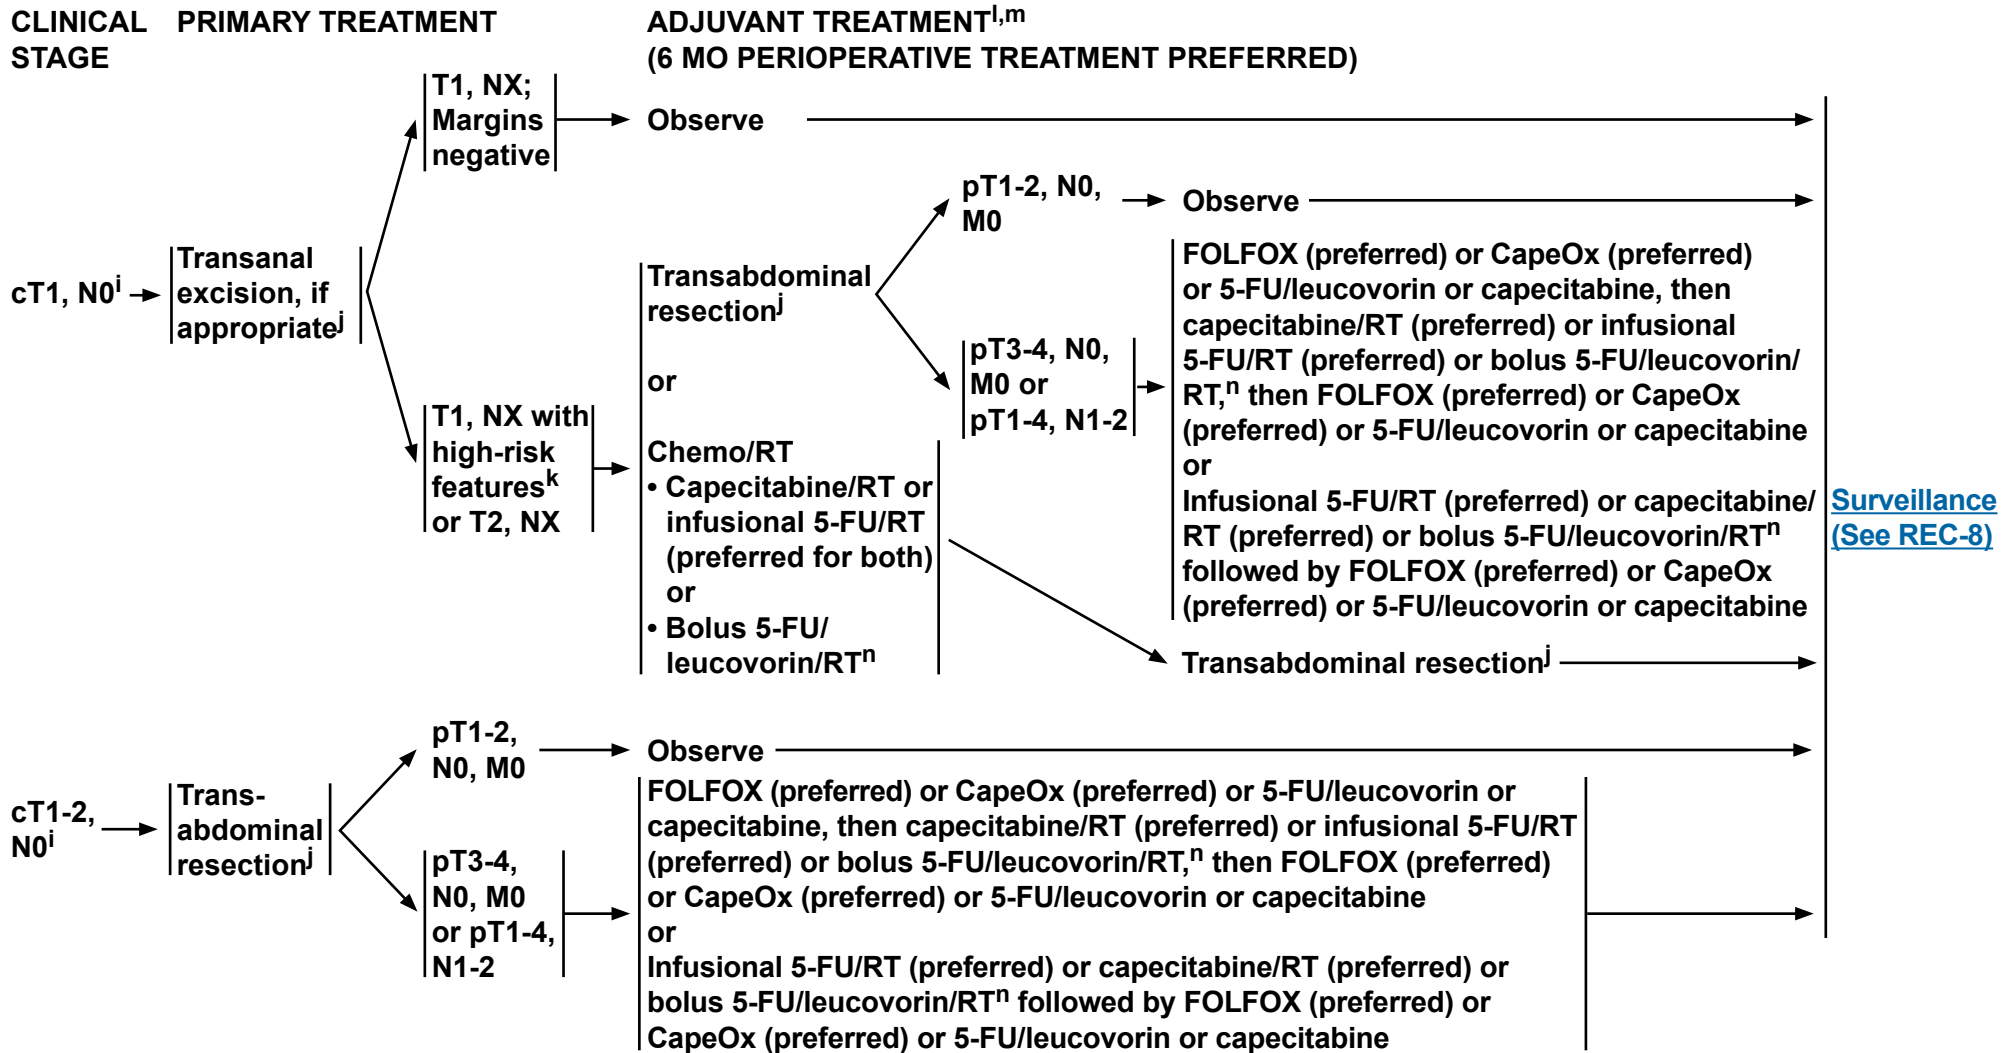 CLINICAL
STAGE
PRIMARY TREATMENT
ADJUVANT TREATMENTl,m
(6 MO PERIOPERATIVE TREATMENT PREFERRED)
cT1, N0i
Transanal
excision, if
appropriatej
T1, NX;
Margins
negative
Observe
T1, NX with
high-risk
featuresk
or T2, NX
Transabdominal
resectionj
or
Chemo/RT
• Capecitabine/RT or
infusional 5-FU/RT
(preferred for both)
or
• Bolus 5-FU/
leucovorin/RTn
pT1-2, N0,
M0
Observe
pT3-4, N0,
M0 or
pT1-4, N1-2
FOLFOX (preferred) or CapeOx (preferred)
or 5-FU/leucovorin or capecitabine, then
capecitabine/RT (preferred) or infusional
5-FU/RT (preferred) or bolus 5-FU/leucovorin/
RT,n then FOLFOX (preferred) or CapeOx
(preferred) or 5-FU/leucovorin or capecitabine
or
Infusional 5-FU/RT (preferred) or capecitabine/
RT (preferred) or bolus 5-FU/leucovorin/RTn
followed by FOLFOX (preferred) or CapeOx
(preferred) or 5-FU/leucovorin or capecitabine
Transabdominal resectionj
Surveillance
(See REC-8)
cT1-2,
N0i
Trans-
abdominal
resectionj
pT1-2,
N0, M0
Observe
pT3-4,
N0, M0
or pT1-4,
N1-2
FOLFOX (preferred) or CapeOx (preferred) or 5-FU/leucovorin or
capecitabine, then capecitabine/RT (preferred) or infusional 5-FU/RT
(preferred) or bolus 5-FU/leucovorin/RT,n then FOLFOX (preferred)
or CapeOx (preferred) or 5-FU/leucovorin or capecitabine
or
Infusional 5-FU/RT (preferred) or capecitabine/RT (preferred) or
bolus 5-FU/leucovorin/RTn followed by FOLFOX (preferred) or
CapeOx (preferred) or 5-FU/leucovorin or capecitabine